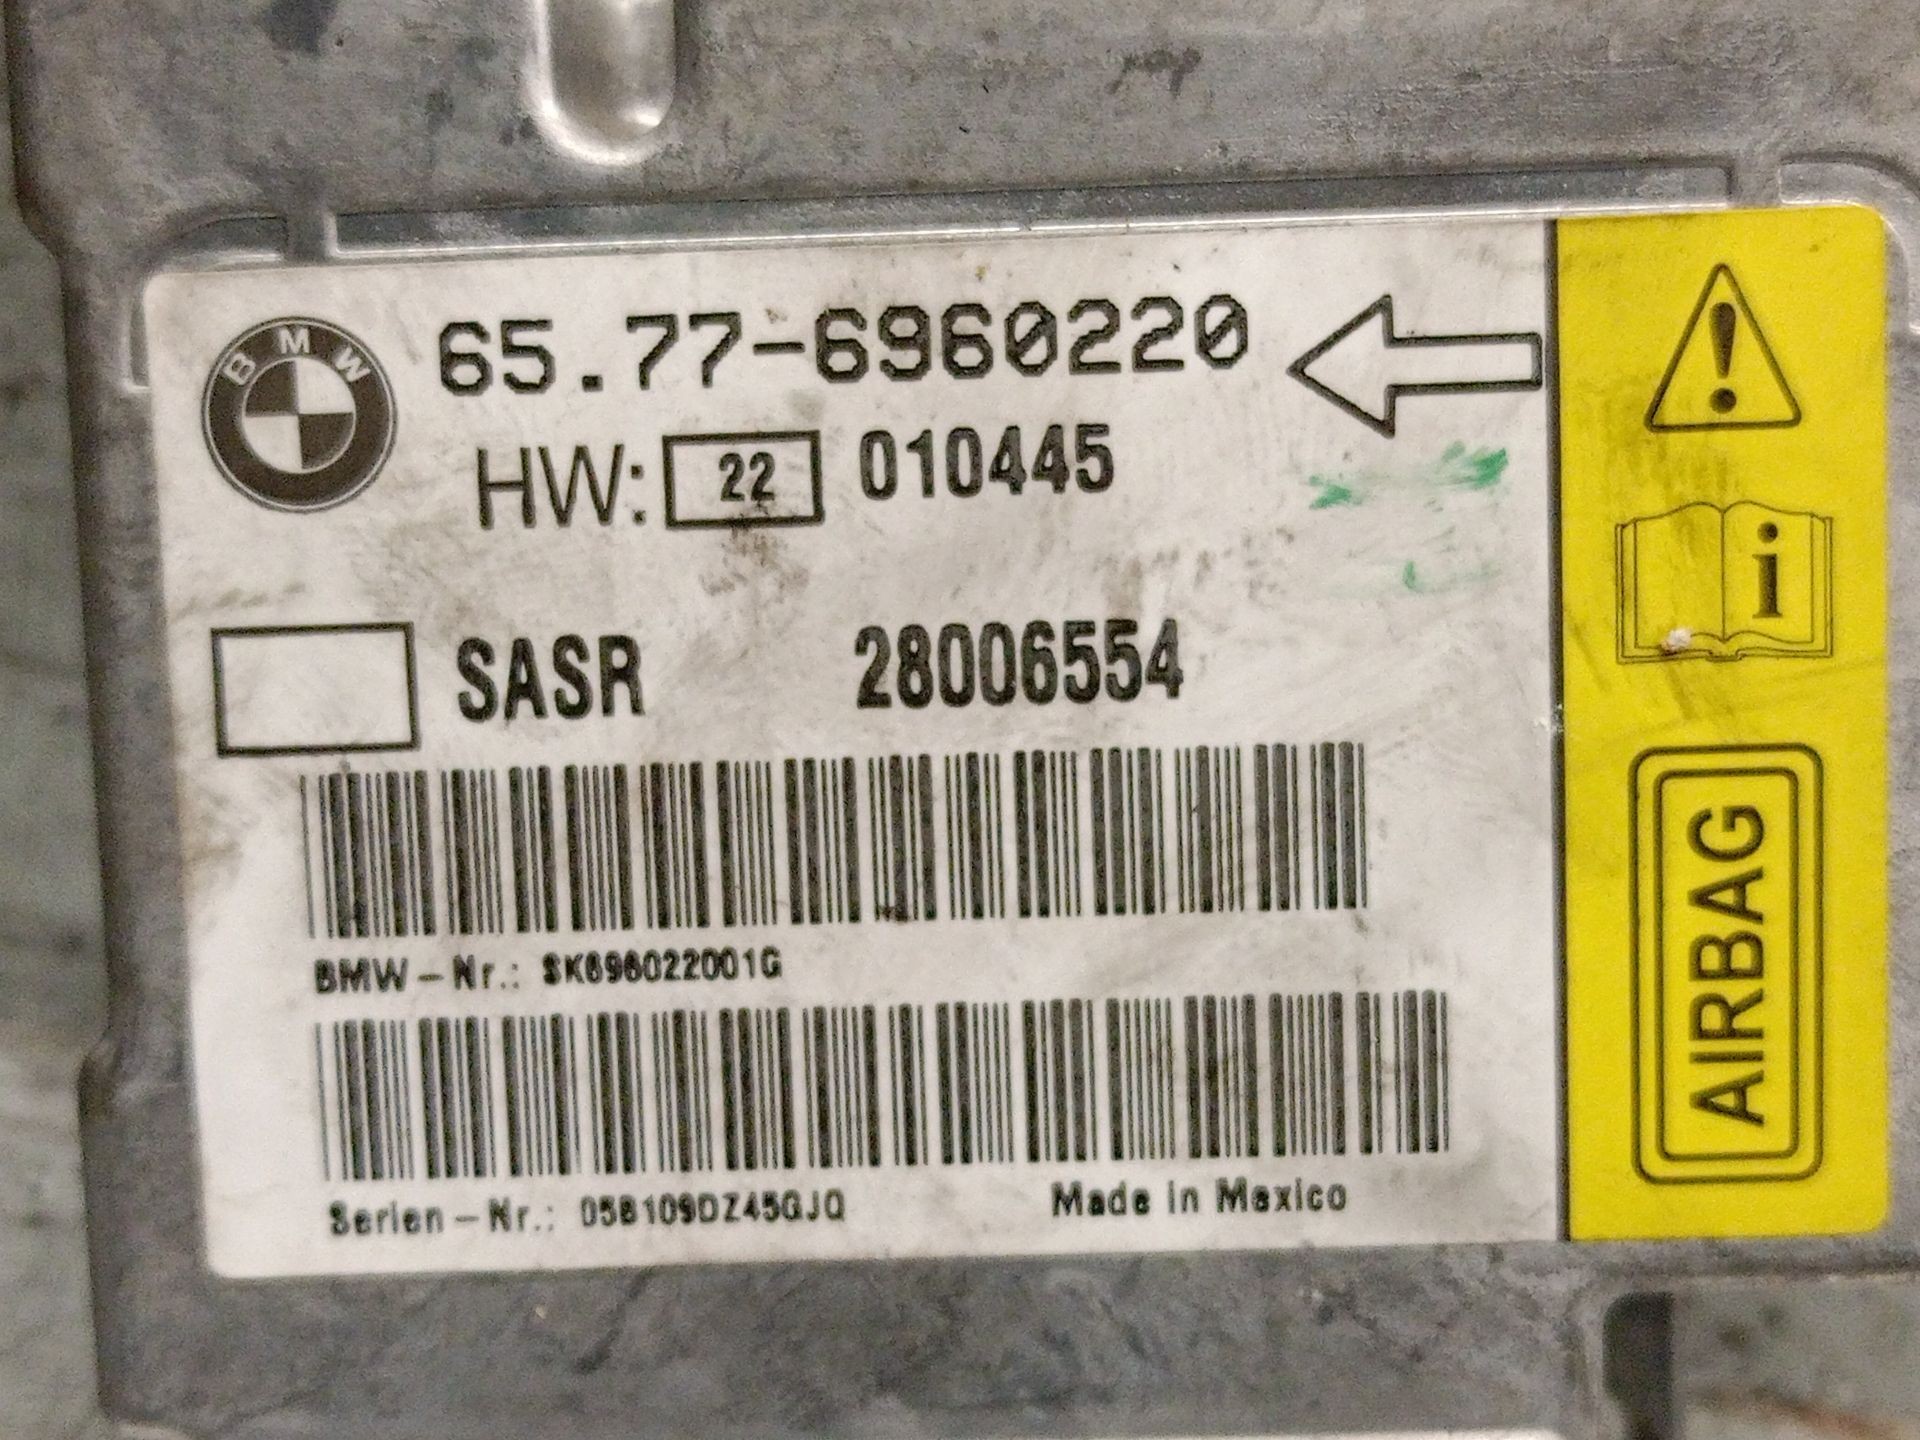 BMW
65.77-6960220
HW: 22 010445
SASR 28006554
BMW-Nr.: SK696022001G
Serien-Nr.: 05B109DZ45GJQ Made in Mexico
!
i
AIRBAG